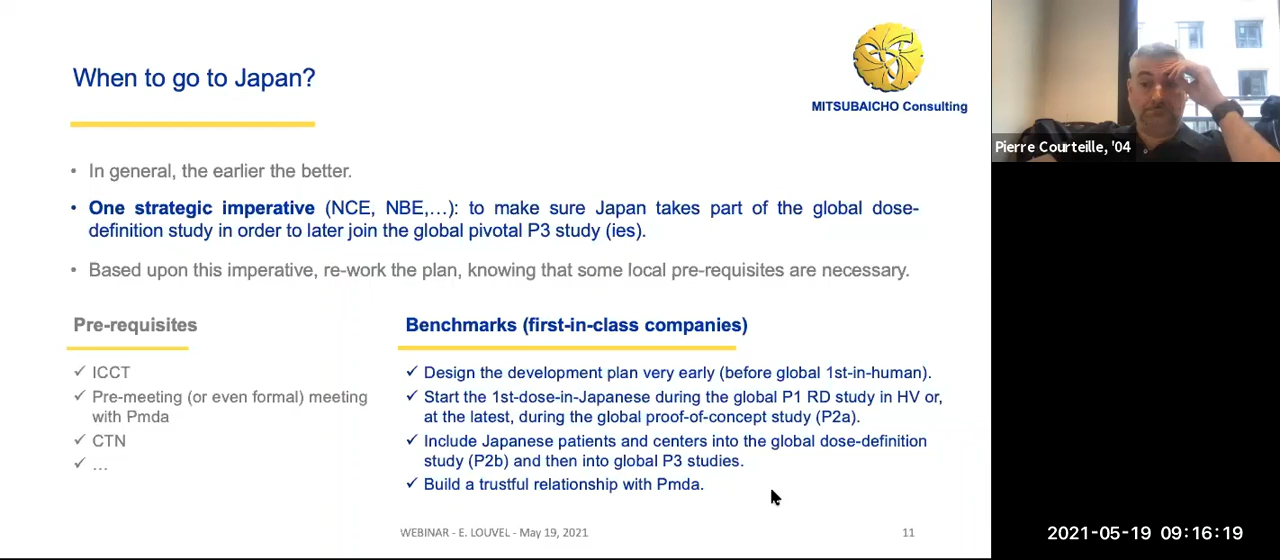 When to go to Japan?
MITSUBAICHO Consulting
Pierre Courteille, '04
• In general, the earlier the better.
• One strategic imperative (NCE, NBE,…): to make sure Japan takes part of the global dose-
definition study in order to later join the global pivotal P3 study (ies).
• Based upon this imperative, re-work the plan, knowing that some local pre-requisites are necessary.
Pre-requisites
✓ ICCT
✓ Pre-meeting (or even formal) meeting
with Pmda
✓ CTN
✓ …
Benchmarks (first-in-class companies)
✓ Design the development plan very early (before global 1st-in-human).
✓ Start the 1st-dose-in-Japanese during the global P1 RD study in HV or,
at the latest, during the global proof-of-concept study (P2a).
✓ Include Japanese patients and centers into the global dose-definition
study (P2b) and then into global P3 studies.
✓ Build a trustful relationship with Pmda.
WEBINAR - E. LOUVEL - May 19, 2021
11
2021-05-19 09:16:19